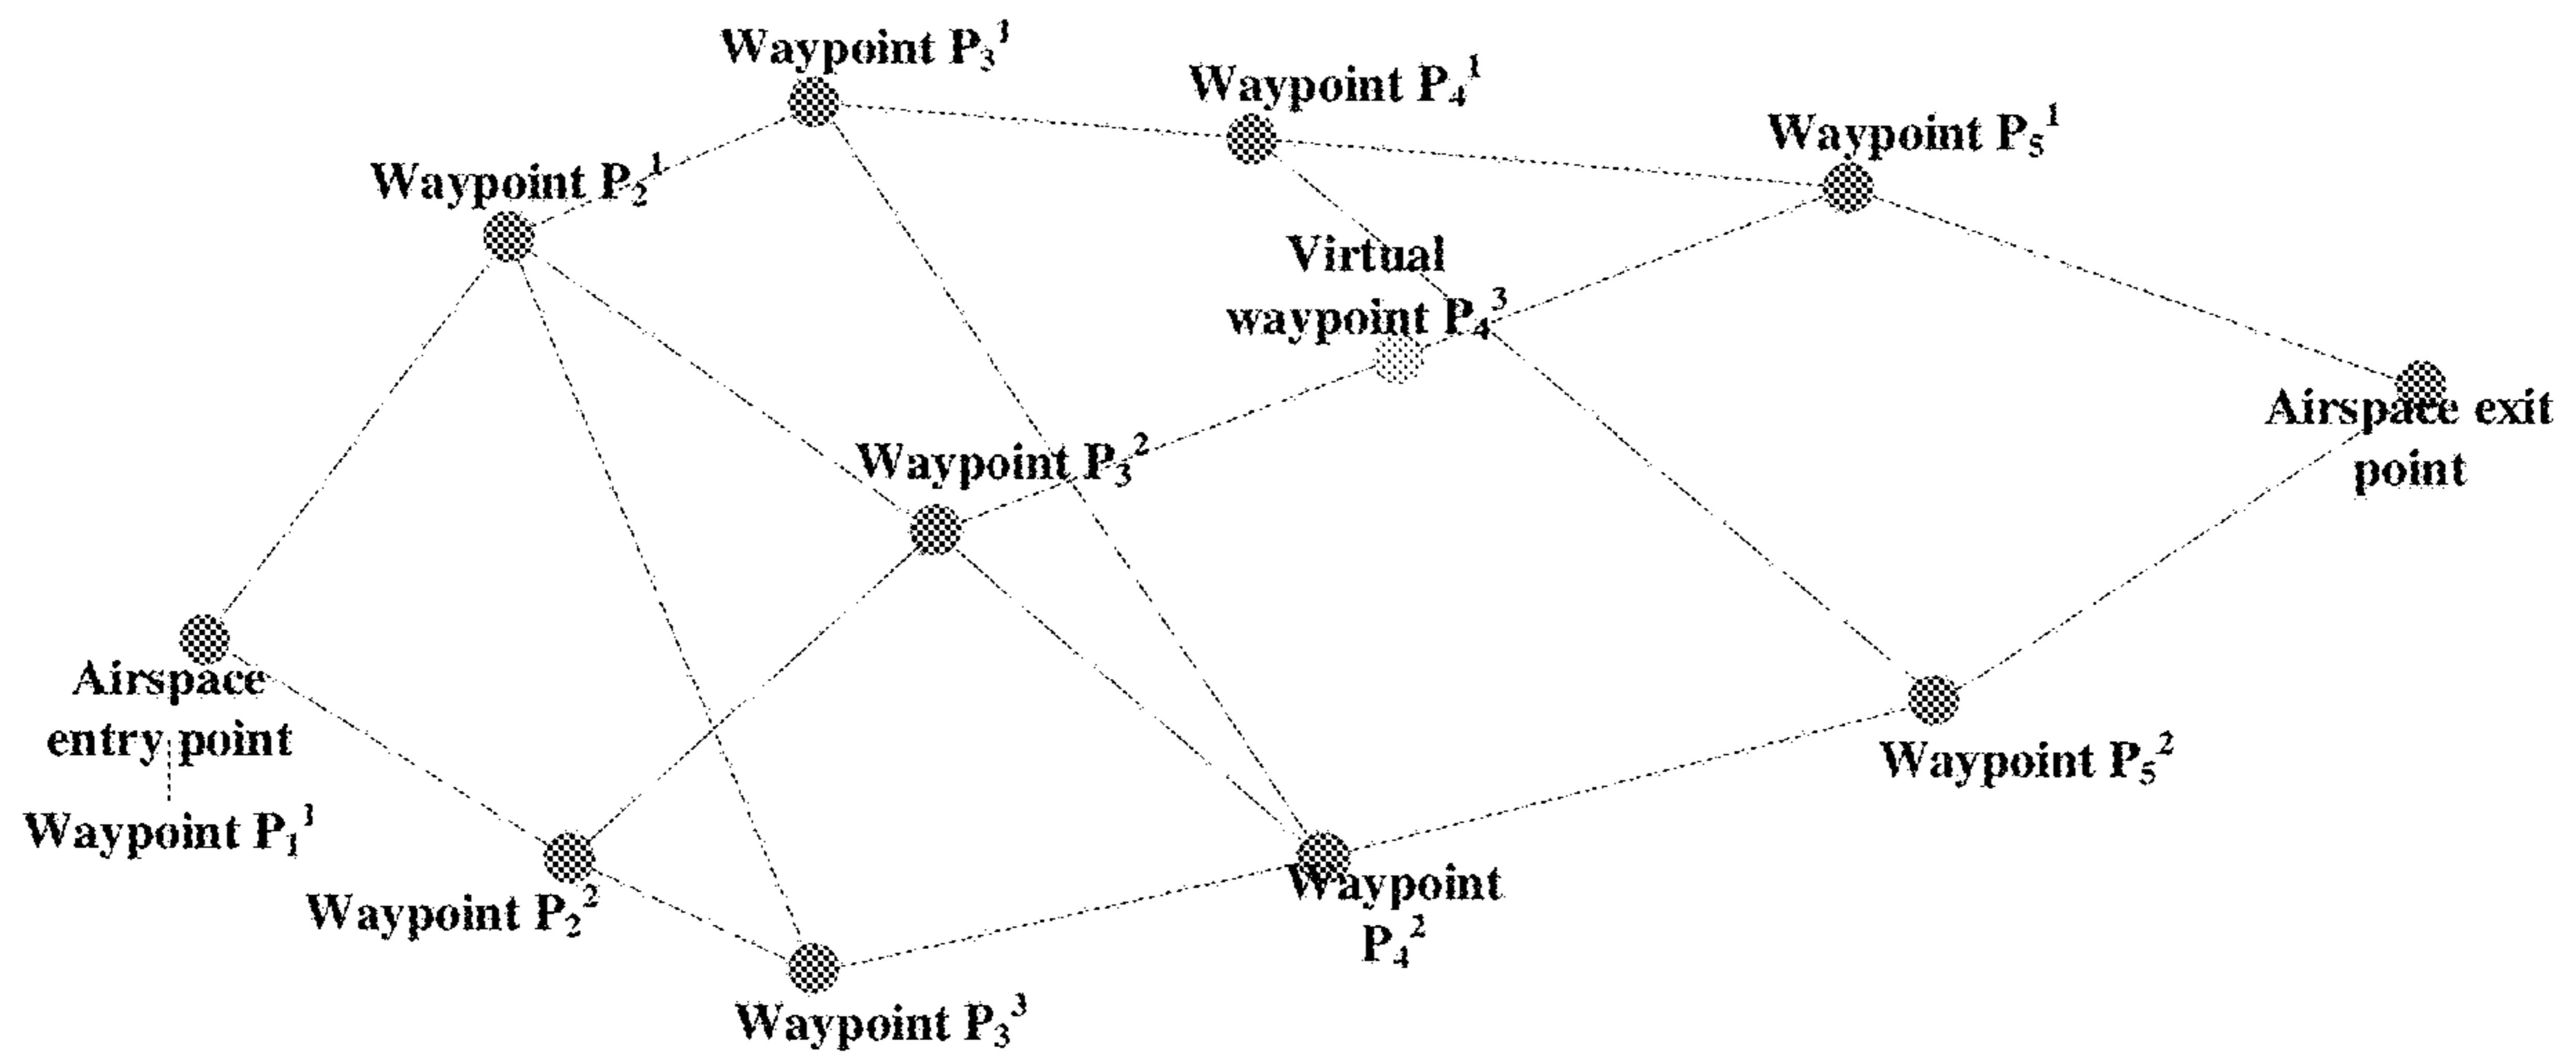 Waypoint P₃¹
Waypoint P₄¹
Waypoint P₅¹
Waypoint P₂¹
Virtual
waypoint P₄³
Airspace exit
point
Waypoint P₃²
Airspace
entry point
Waypoint P₁¹
Waypoint P₅²
Waypoint P₂²
Waypoint
P₄²
Waypoint P₃³